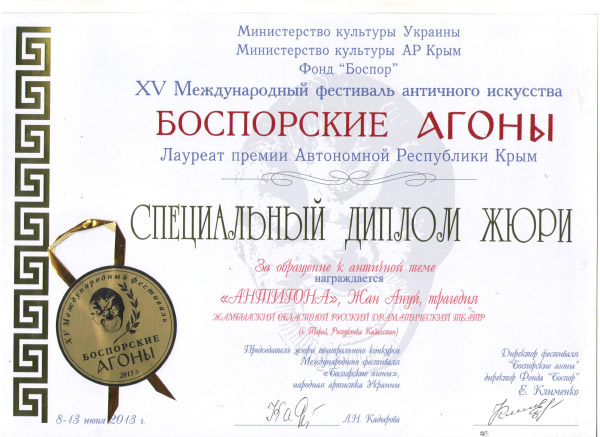 Министерство культуры Украины
Министерство культуры АР Крым
Фонд "Боспор"
XV Международный фестиваль античного искусства
БОСПОРСКИЕ АГОНЫ
Лауреат премии Автономной Республики Крым
СПЕЦИАЛЬНЫЙ ДИПЛОМ ЖЮРИ
За обращение к античной теме
награждается
«АНТИГОНА», Жан Ануй, трагедия
ЖАМБЫЛСКИЙ ОБЛАСТНОЙ РУССКИЙ ДРАМАТИЧЕСКИЙ ТЕАТР
(г. Тараз, Республика Казахстан)
XV Международный фестиваль
БОСПОРСКИЕ
АГОНЫ
2013 г.
Председатель жюри театрального конкурса
Международного фестиваля
«Боспорские агоны»,
народная артистка Украины
Л.Н. Кадырова
Директор фестиваля
"Боспорские агоны"
директор Фонда "Боспор"
Е. Клименко
8-13 июня 2013 г.